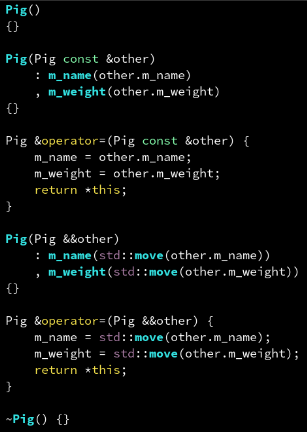 Pig()
{}
Pig(Pig const &other)
: m_name(other.m_name)
, m_weight(other.m_weight)
{}
Pig &operator=(Pig const &other) {
m_name = other.m_name;
m_weight = other.m_weight;
return *this;
}
Pig(Pig &&other)
: m_name(std::move(other.m_name))
, m_weight(std::move(other.m_weight))
{}
Pig &operator=(Pig &&other) {
m_name = std::move(other.m_name);
m_weight = std::move(other.m_weight);
return *this;
}
~Pig() {}